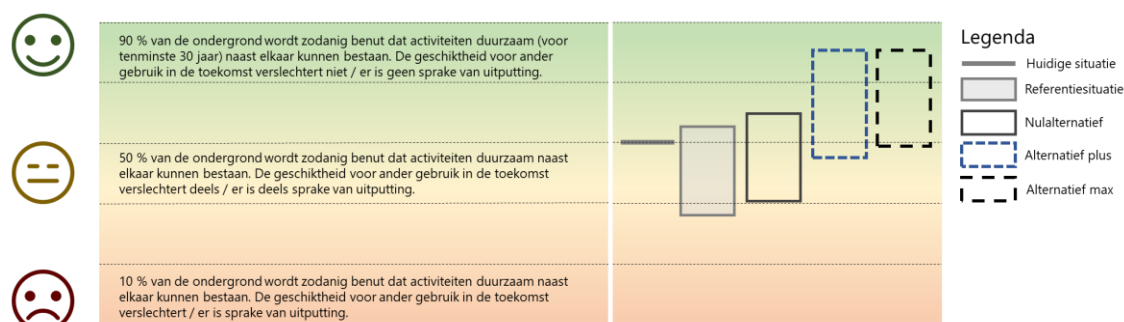 90 % van de ondergrond wordt zodanig benut dat activiteiten duurzaam (voor
tenminste 30 jaar) naast elkaar kunnen bestaan. De geschiktheid voor ander
gebruik in de toekomst verslechtert niet / er is geen sprake van uitputting.
50 % van de ondergrond wordt zodanig benut dat activiteiten duurzaam naast
elkaar kunnen bestaan. De geschiktheid voor ander gebruik in de toekomst
verslechtert deels / er is deels sprake van uitputting.
10 % van de ondergrond wordt zodanig benut dat activiteiten duurzaam naast
elkaar kunnen bestaan. De geschiktheid voor ander gebruik in de toekomst
verslechtert / er is sprake van uitputting.
Legenda
Huidige situatie
Referentiesituatie
Nulalternatief
Alternatief plus
Alternatief max